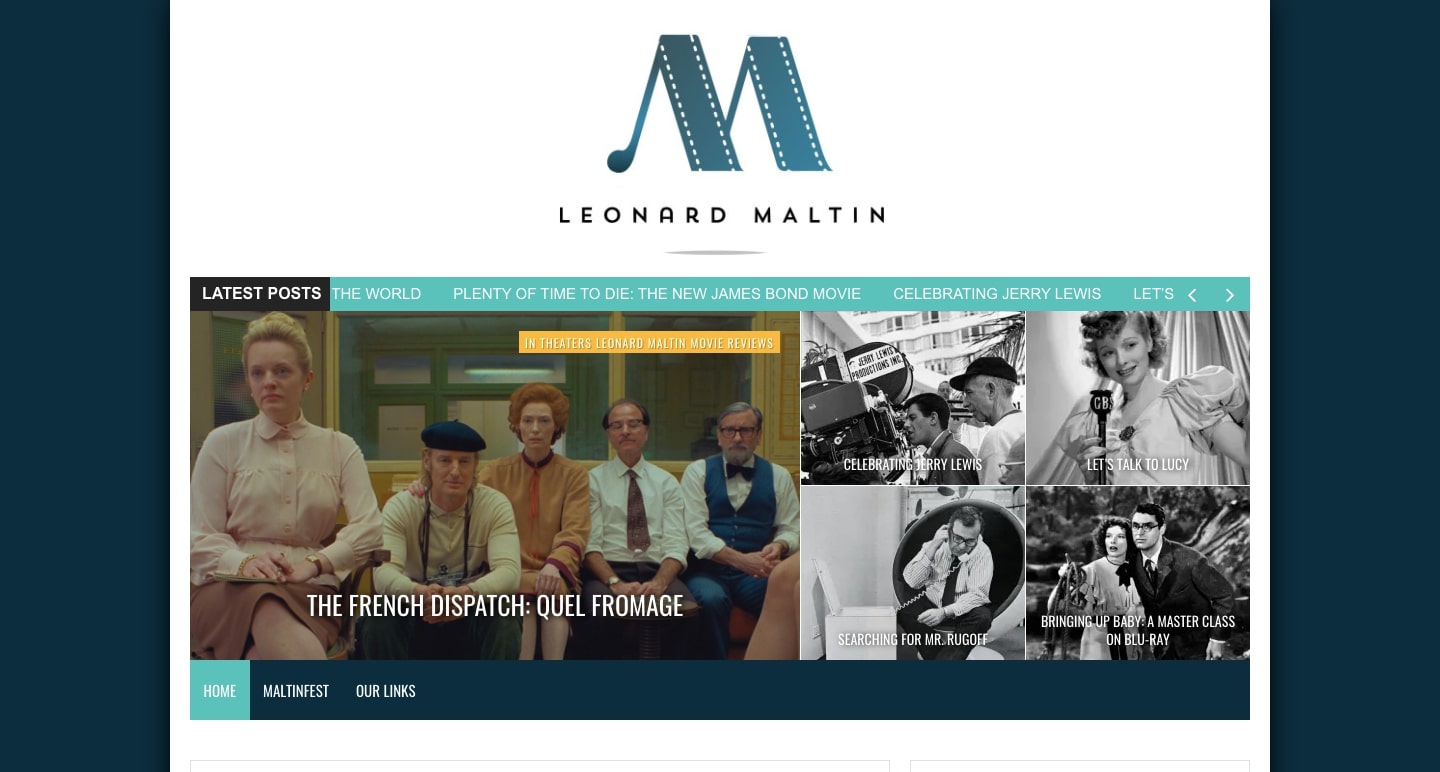 LEONARD MALTIN
LATEST POSTS THE WORLD PLENTY OF TIME TO DIE: THE NEW JAMES BOND MOVIE CELEBRATING JERRY LEWIS LET'S
IN THEATERS LEONARD MALTIN MOVIE REVIEWS
THE FRENCH DISPATCH: QUEL FROMAGE
JERRY LEWIS
PRODUCTIONS INC.
CELEBRATING JERRY LEWIS
CBS
LET'S TALK TO LUCY
SEARCHING FOR MR. RUGOFF
BRINGING UP BABY: A MASTER CLASS
ON BLU-RAY
HOME MALTINFEST OUR LINKS